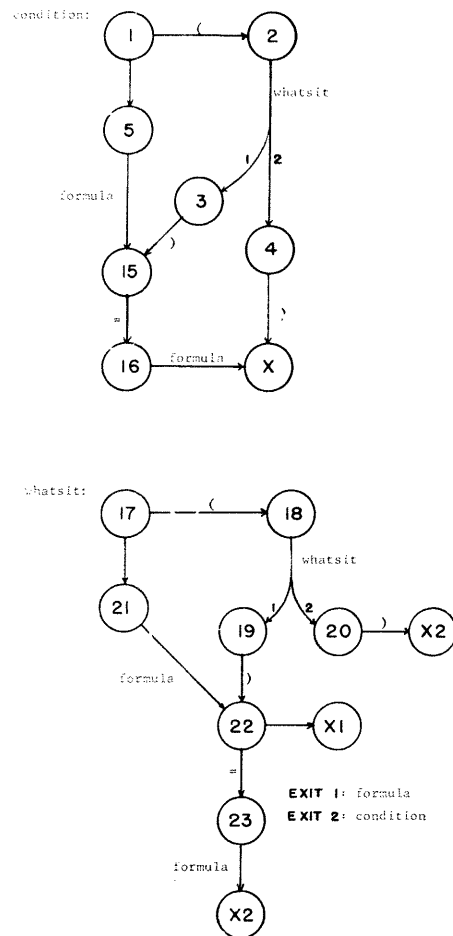 condition:
1 ( 2
whatsit
5
1 2
formula
3
)
4
15
=
)
16 formula X
whatsit:
17 ( 18
whatsit
21
1 2
19 20 ) X2
formula
)
22 X1
=
EXIT 1: formula
23
EXIT 2: condition
formula
X2